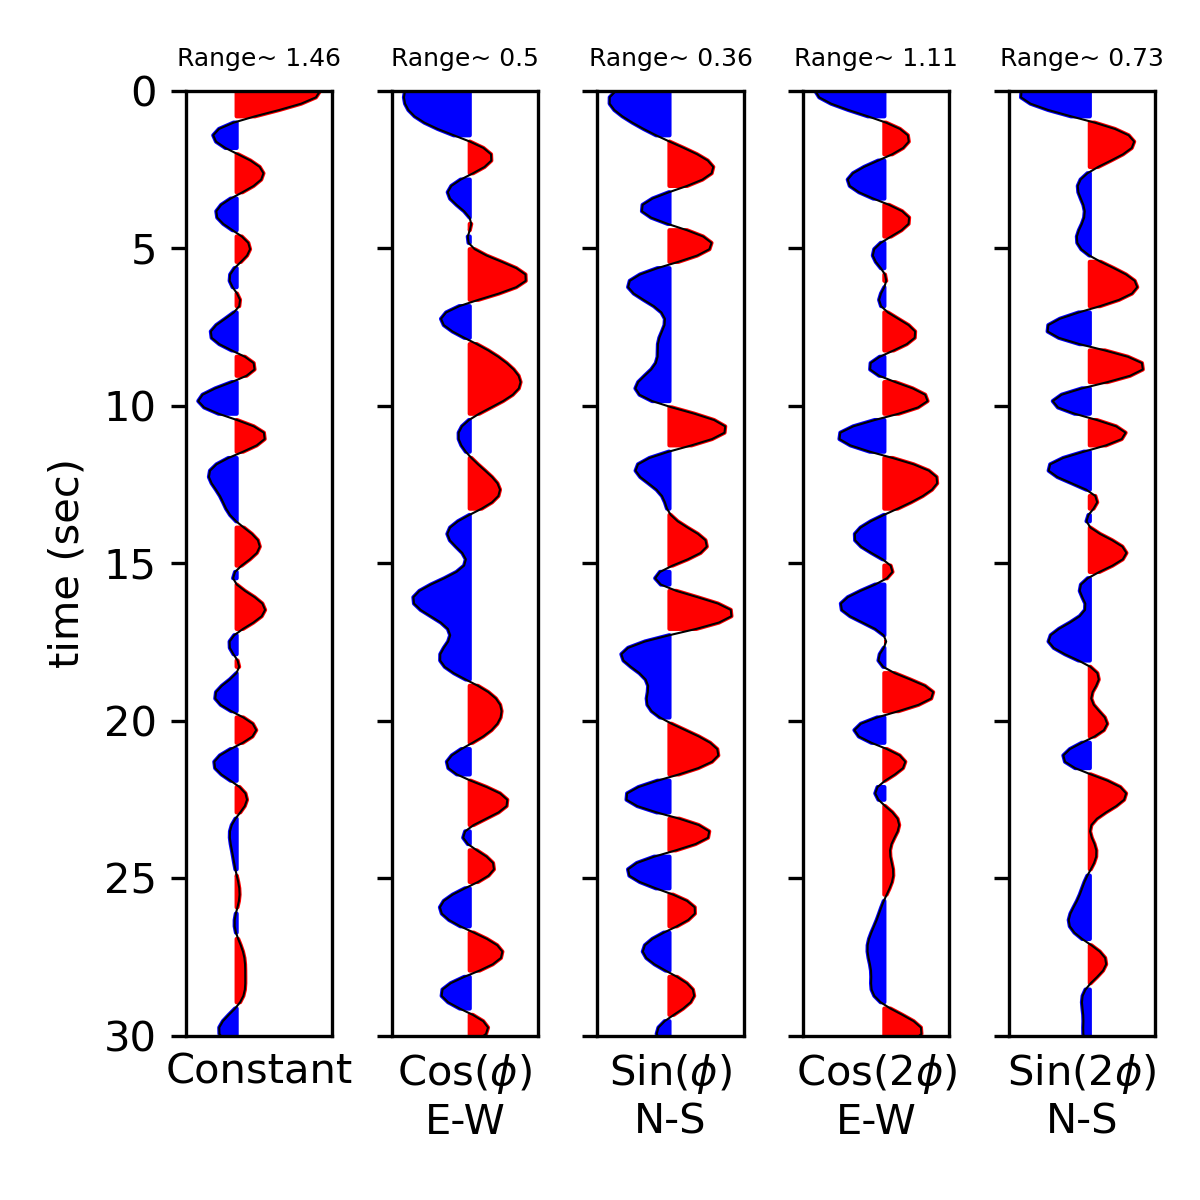 Range~ 1.46 Range~ 0.5 Range~ 0.36 Range~ 1.11 Range~ 0.73
0
5
10
15
20
25
30
time (sec)
Constant Cos(ϕ) Sin(ϕ) Cos(2ϕ) Sin(2ϕ)
E-W N-S E-W N-S